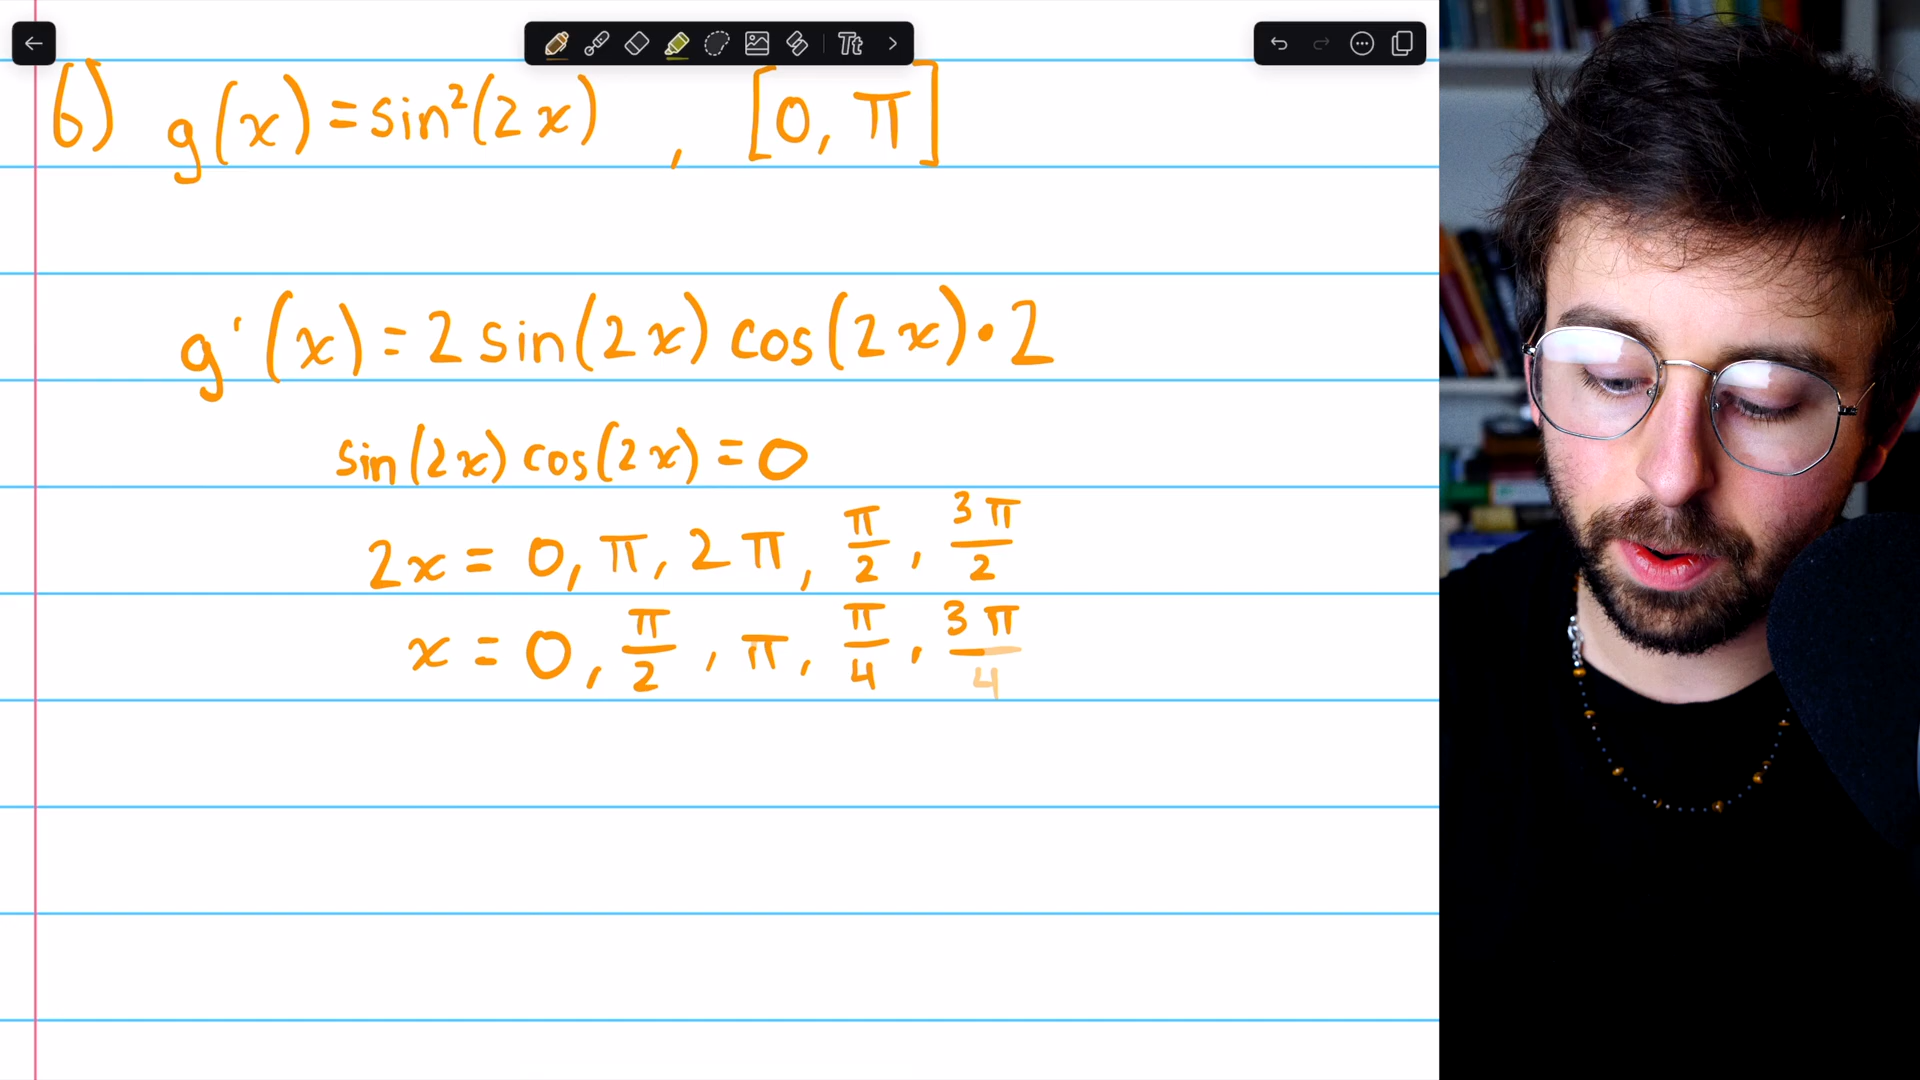 6) g(x) = sin²(2x) , [0, π]
g'(x) = 2 sin(2x) cos(2x) • 2
sin(2x) cos(2x) = 0
2x = 0, π, 2π, π/2, 3π/2
x = 0, π/2, π, π/4, 3π/4
Tt